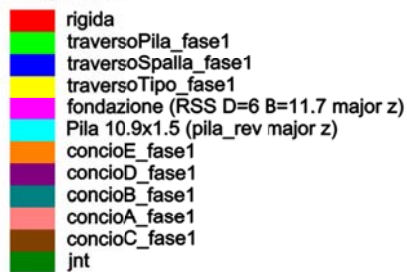 rigida
traversoPila_fase1
traversoSpalla_fase1
traversoTipo_fase1
fondazione (RSS D=6 B=11.7 major z)
Pila 10.9x1.5 (pila_rev major z)
concioE_fase1
concioD_fase1
concioB_fase1
concioA_fase1
concioC_fase1
jnt